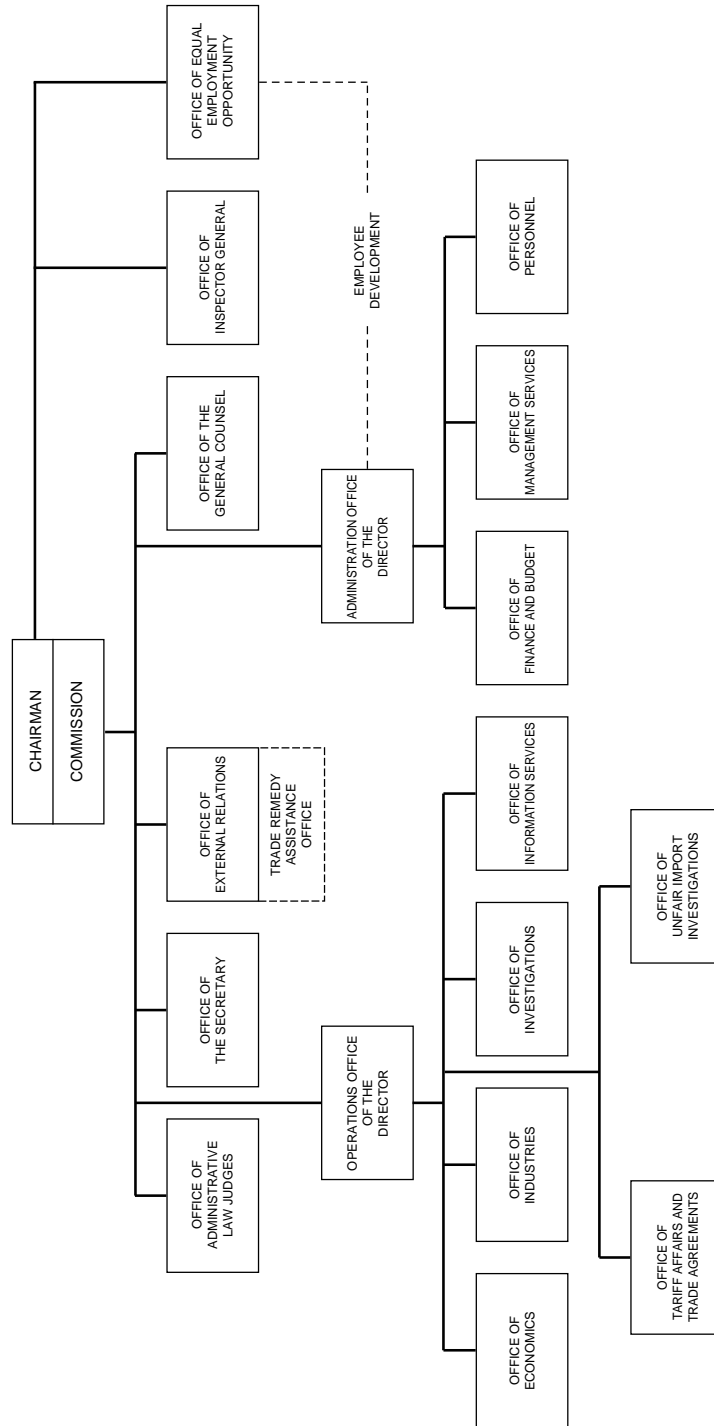 CHAIRMAN
COMMISSION
OFFICE OF
ADMINISTRATIVE
LAW JUDGES
OFFICE OF
THE SECRETARY
OFFICE OF
EXTERNAL RELATIONS
TRADE REMEDY
ASSISTANCE
OFFICE
OFFICE OF THE
GENERAL COUNSEL
OFFICE OF
INSPECTOR GENERAL
OFFICE OF EQUAL
EMPLOYMENT
OPPORTUNITY
OPERATIONS OFFICE
OF THE
DIRECTOR
ADMINISTRATION OFFICE
OF THE
DIRECTOR
EMPLOYEE
DEVELOPMENT
OFFICE OF
ECONOMICS
OFFICE OF
INDUSTRIES
OFFICE OF
INVESTIGATIONS
OFFICE OF
INFORMATION SERVICES
OFFICE OF
FINANCE AND BUDGET
OFFICE OF
MANAGEMENT SERVICES
OFFICE OF
PERSONNEL
OFFICE OF
TARIFF AFFAIRS AND
TRADE AGREEMENTS
OFFICE OF
UNFAIR IMPORT
INVESTIGATIONS